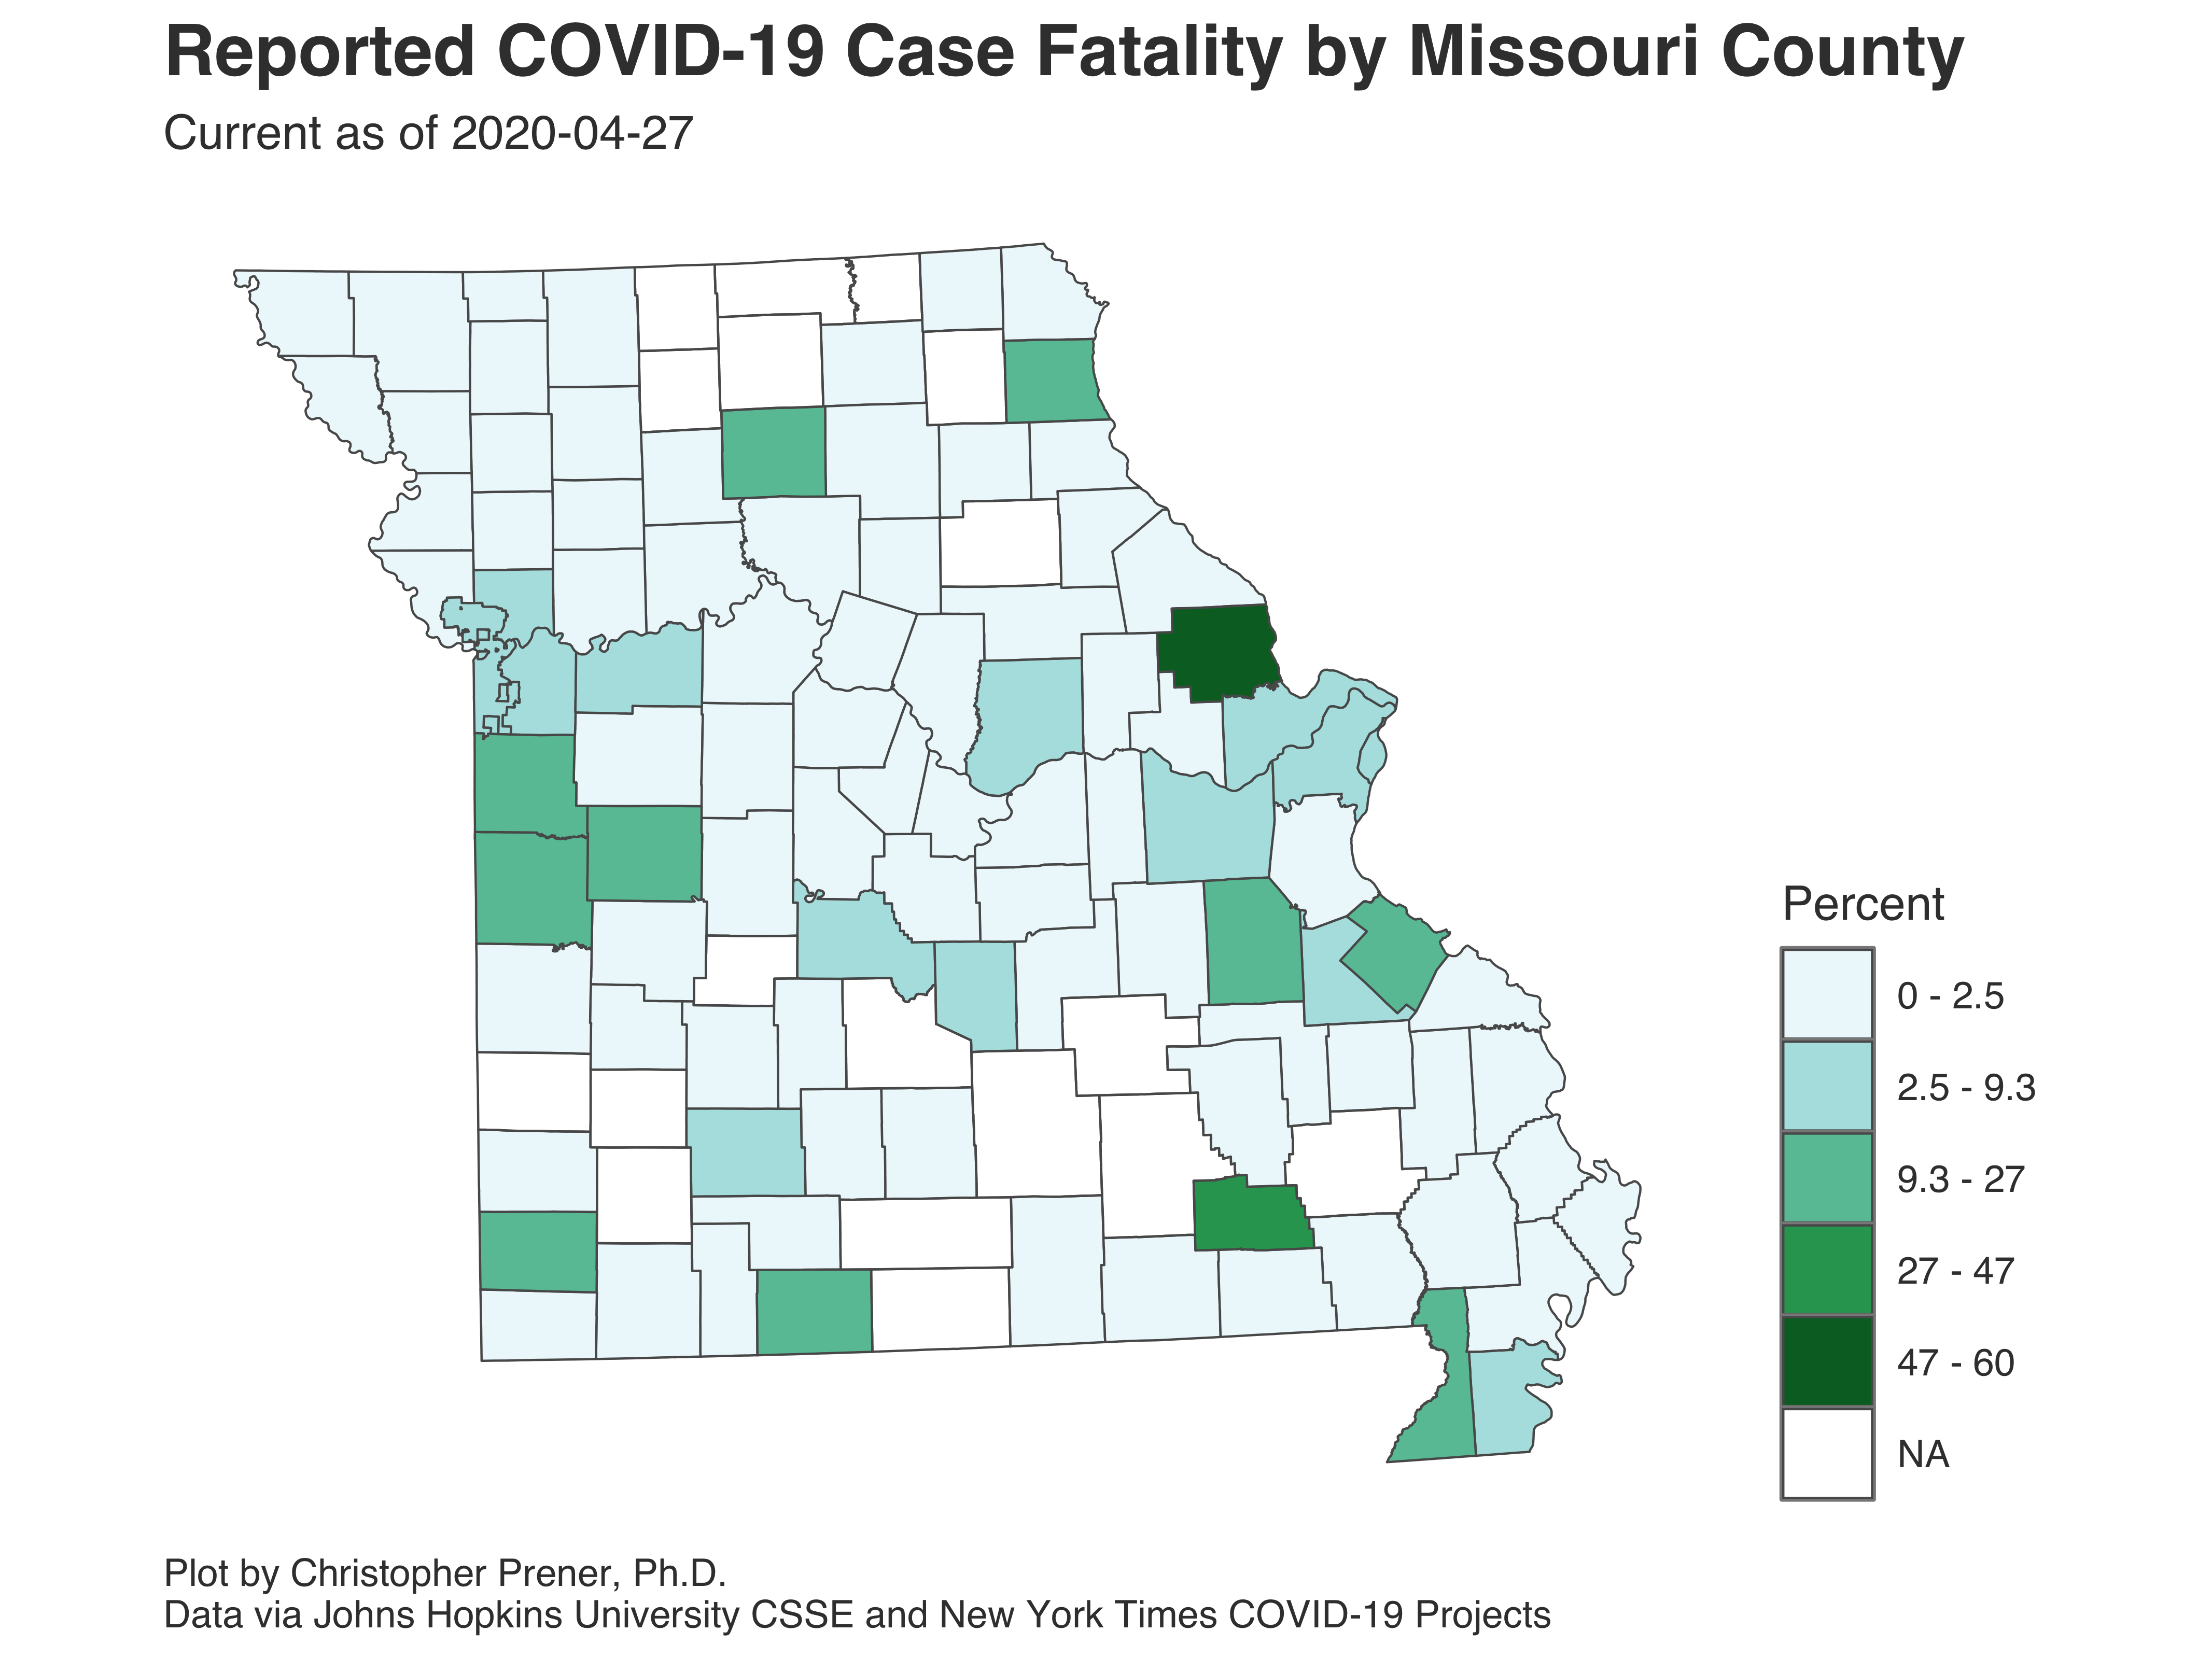 Reported COVID-19 Case Fatality by Missouri County
Current as of 2020-04-27
Percent
0 - 2.5
2.5 - 9.3
9.3 - 27
27 - 47
47 - 60
NA
Plot by Christopher Prener, Ph.D.
Data via Johns Hopkins University CSSE and New York Times COVID-19 Projects